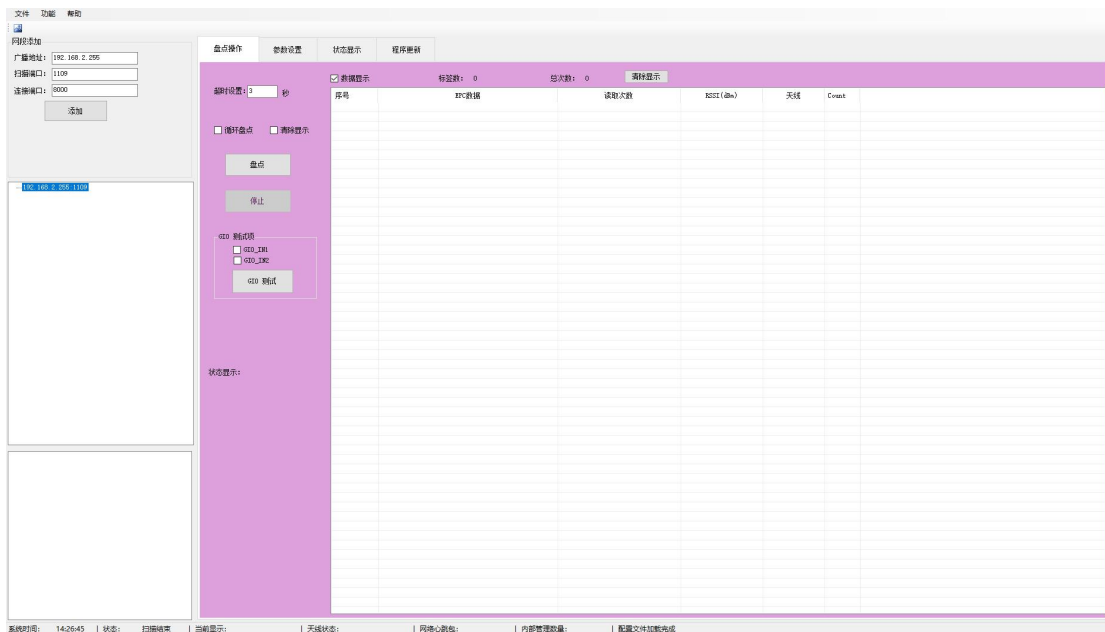 文件 功能 帮助
网段添加
广播地址: 192.168.2.255
扫描端口: 1109
连接端口: 8000
添加
192.168.2.255:1109
盘点操作 参数设置 状态显示 程序更新
超时设置: 3 秒
循环盘点 清除显示
盘点
停止
GIO 测试项
GIO_IN1
GIO_IN2
GIO 测试
状态显示:
数据显示 标签数: 0 总次数: 0 清除显示
序号 EPC数据 读取次数 RSSI(dBm) 天线 Count
系统时间: 14:26:45 | 状态: 扫描结束 | 当前显示: | 天线状态: | 网络心跳包: | 内部管理数量: | 配置文件加载完成